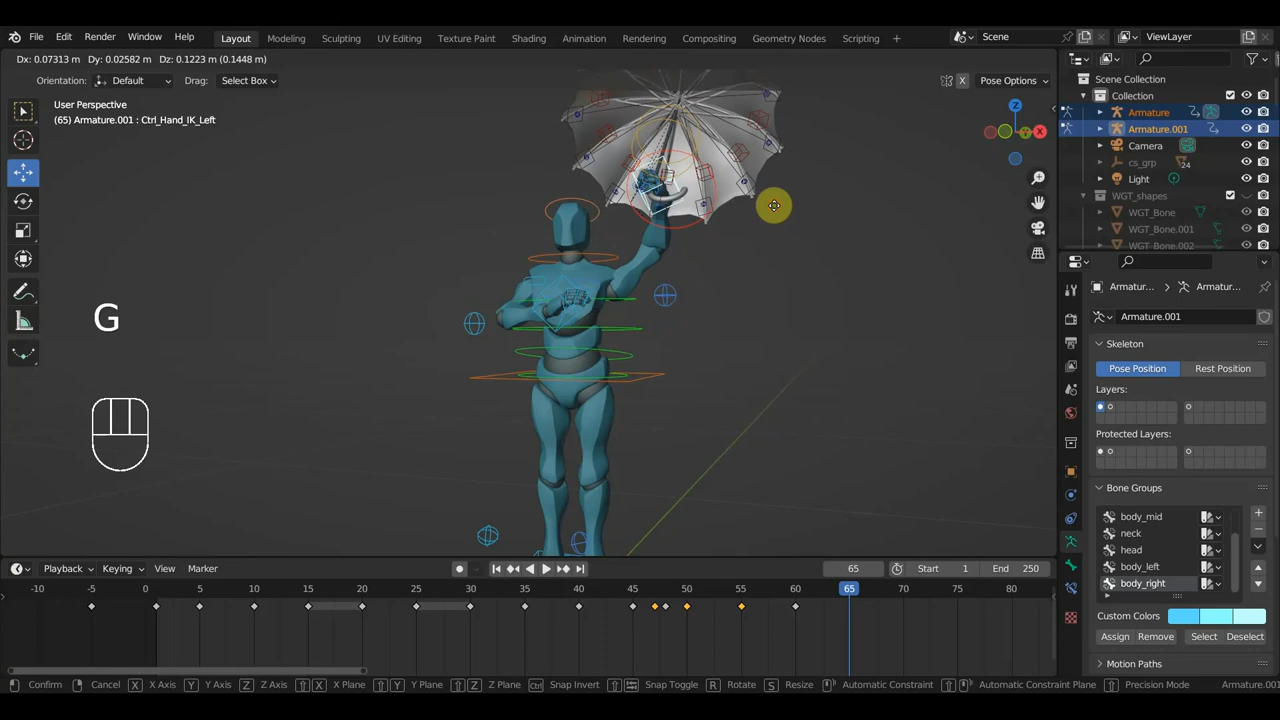 File Edit Render Window Help Layout Modeling Sculpting UV Editing Texture Paint Shading Animation Rendering Compositing Geometry Nodes Scripting + Scene ViewLayer
Dx: 0.07313 m Dy: 0.02582 m Dz: 0.1223 m (0.1448 m)
Orientation: Default Drag: Select Box X Pose Options
User Perspective
(65) Armature.001 : Ctrl_Hand_IK_Left
Z
X
G
Scene Collection
Collection
Armature
Armature.001
Camera
cs_grp 24
Light
WGT_shapes
WGT_Bone
WGT_Bone.001
WGT_Bone.002
Armatur... Armatur...
Armature.001
Skeleton
Pose Position Rest Position
Layers:
Protected Layers:
Bone Groups
body_mid
neck
head
body_left
body_right
Custom Colors
Assign Remove Select Deselect
Motion Paths
Playback Keying View Marker 65 Start 1 End 250
-10 0 5 10 15 20 25 30 35 40 45 50 55 60 65 70 75 80
Confirm Cancel X X Axis Y Y Axis Z Z Axis X X Plane Y Y Plane Z Z Plane Ctrl Snap Invert Snap Toggle R Rotate S Resize Automatic Constraint Automatic Constraint Plane Precision Mode Armature.001